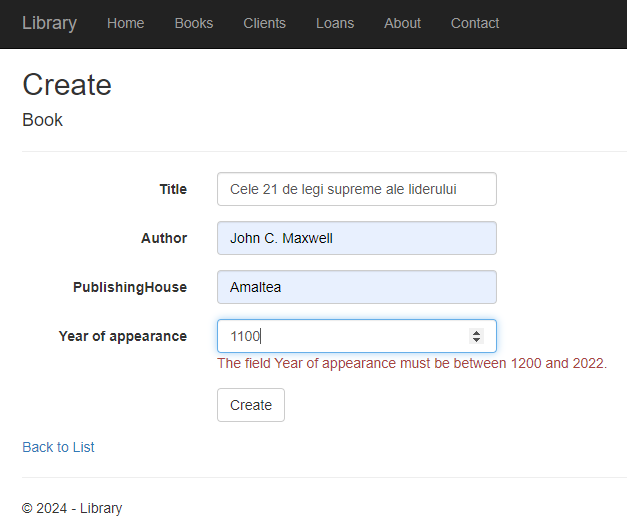 Library Home Books Clients Loans About Contact
Create
Book
Title Cele 21 de legi supreme ale liderului
Author John C. Maxwell
PublishingHouse Amaltea
Year of appearance 1100
The field Year of appearance must be between 1200 and 2022.
Create
Back to List
© 2024 - Library